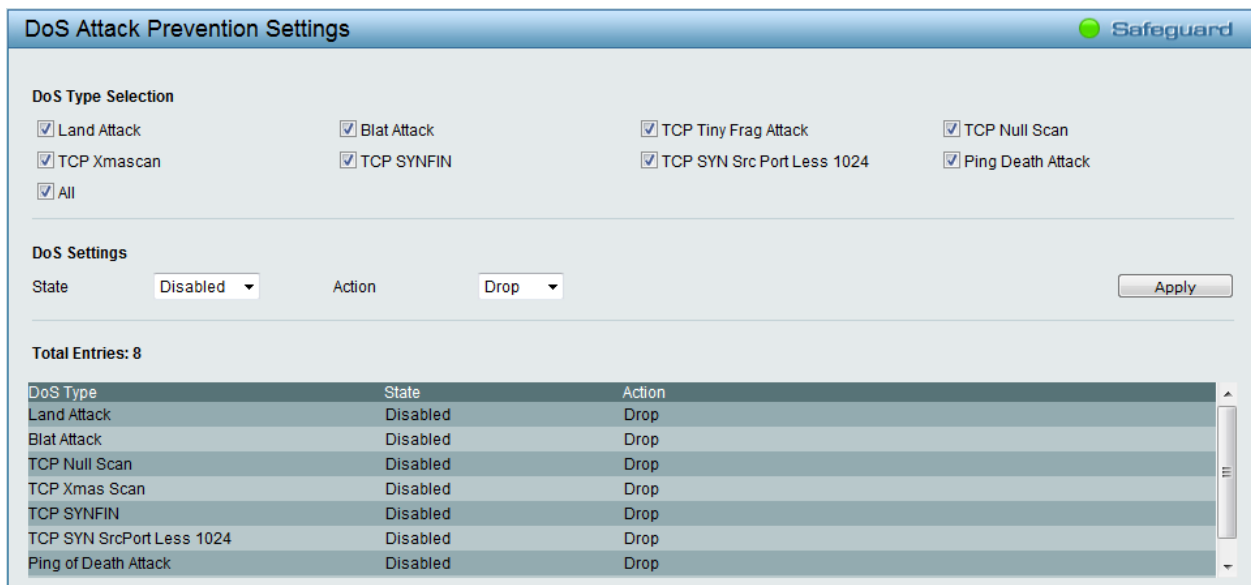 DoS Attack Prevention Settings Safeguard
DoS Type Selection
Land Attack Blat Attack TCP Tiny Frag Attack TCP Null Scan
TCP Xmascan TCP SYNFIN TCP SYN Src Port Less 1024 Ping Death Attack
All
DoS Settings
State Disabled Action Drop Apply
Total Entries: 8
DoS Type State Action
Land Attack Disabled Drop
Blat Attack Disabled Drop
TCP Null Scan Disabled Drop
TCP Xmas Scan Disabled Drop
TCP SYNFIN Disabled Drop
TCP SYN SrcPort Less 1024 Disabled Drop
Ping of Death Attack Disabled Drop